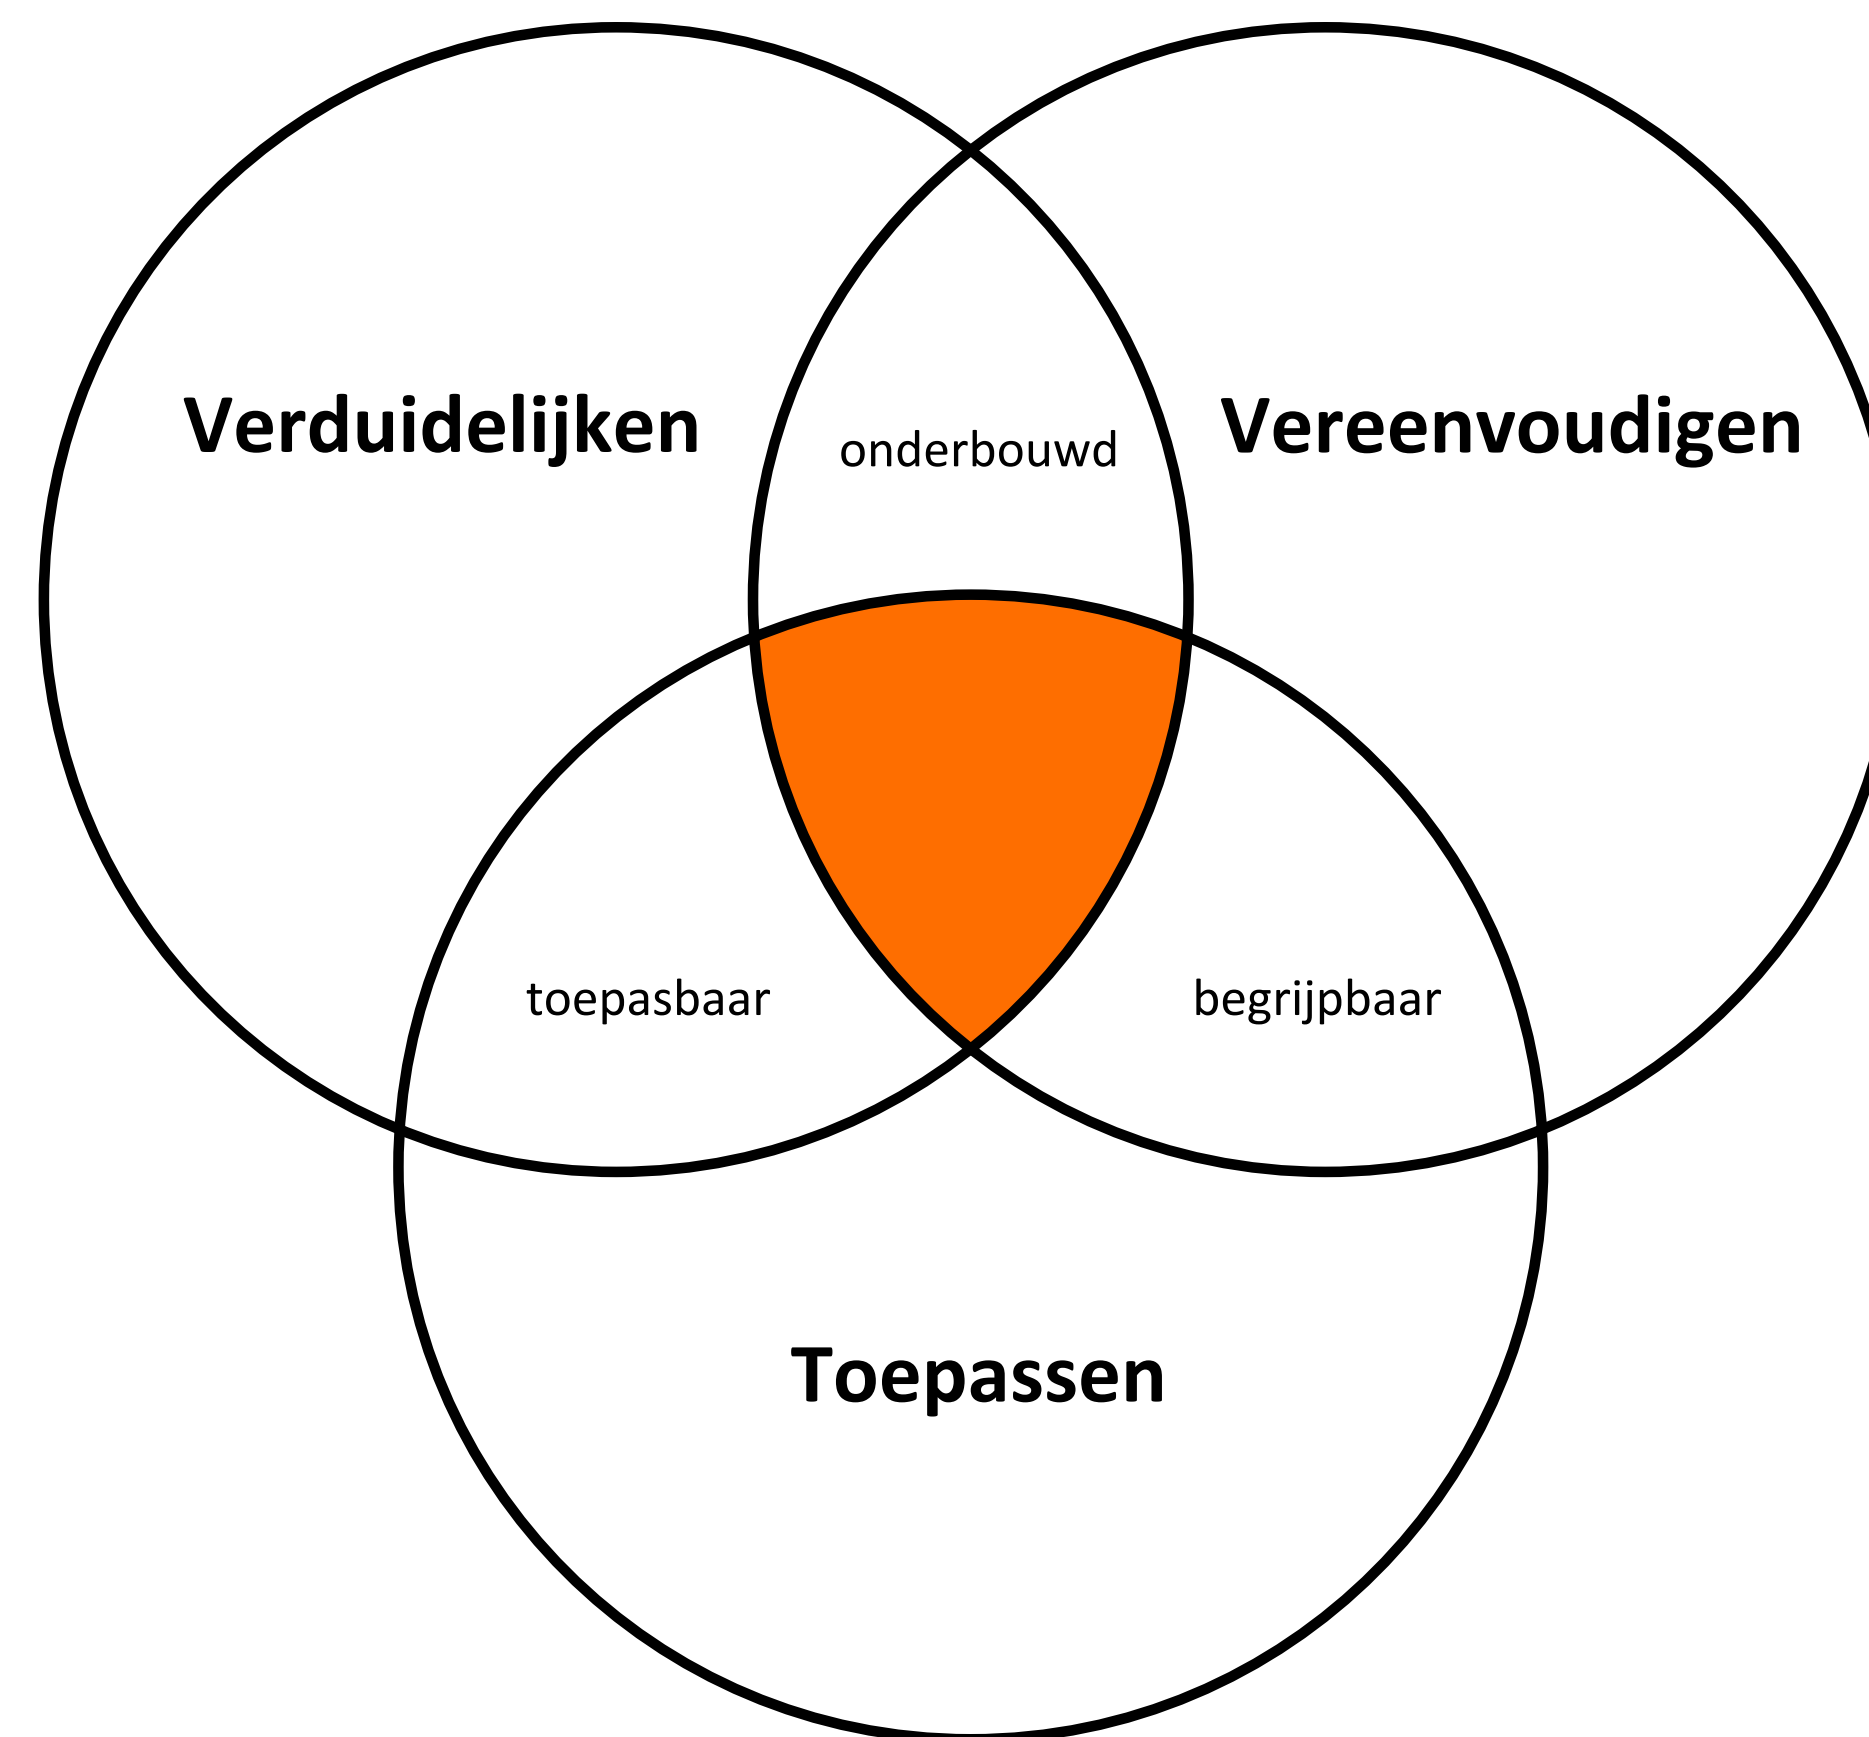 Verduidelijken
onderbouwd
Vereenvoudigen
toepasbaar
begrijpbaar
Toepassen